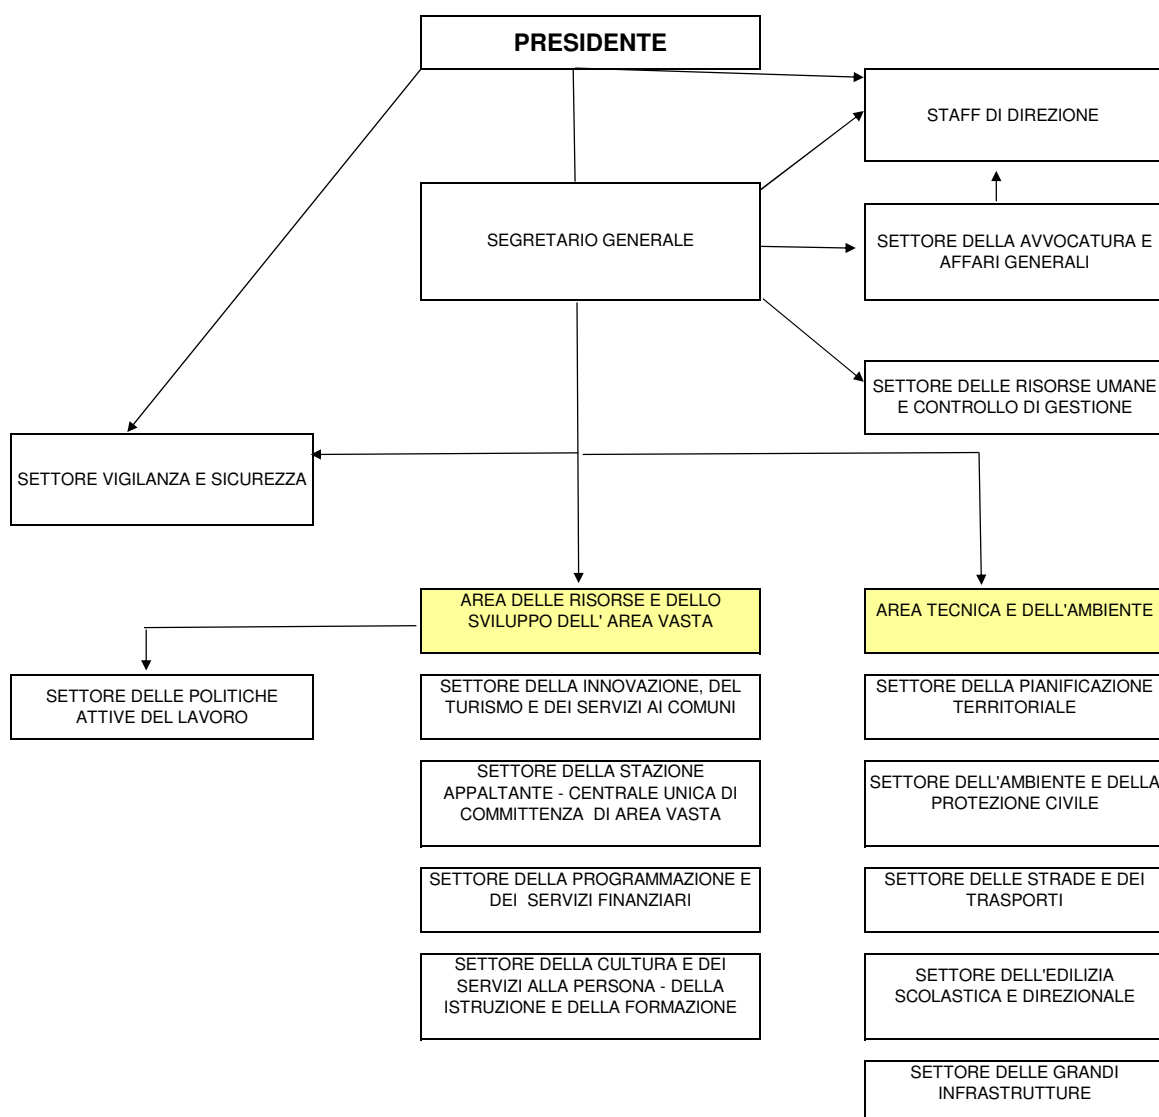 PRESIDENTE
STAFF DI DIREZIONE
SEGRETARIO GENERALE
SETTORE DELLA AVVOCATURA E
AFFARI GENERALI
SETTORE DELLE RISORSE UMANE
E CONTROLLO DI GESTIONE
SETTORE VIGILANZA E SICUREZZA
AREA DELLE RISORSE E DELLO
SVILUPPO DELL' AREA VASTA
AREA TECNICA E DELL'AMBIENTE
SETTORE DELLE POLITICHE
ATTIVE DEL LAVORO
SETTORE DELLA INNOVAZIONE, DEL
TURISMO E DEI SERVIZI AI COMUNI
SETTORE DELLA PIANIFICAZIONE
TERRITORIALE
SETTORE DELLA STAZIONE
APPALTANTE - CENTRALE UNICA DI
COMMITTENZA DI AREA VASTA
SETTORE DELL'AMBIENTE E DELLA
PROTEZIONE CIVILE
SETTORE DELLA PROGRAMMAZIONE E
DEI SERVIZI FINANZIARI
SETTORE DELLE STRADE E DEI
TRASPORTI
SETTORE DELLA CULTURA E DEI
SERVIZI ALLA PERSONA - DELLA
ISTRUZIONE E DELLA FORMAZIONE
SETTORE DELL'EDILIZIA
SCOLASTICA E DIREZIONALE
SETTORE DELLE GRANDI
INFRASTRUTTURE